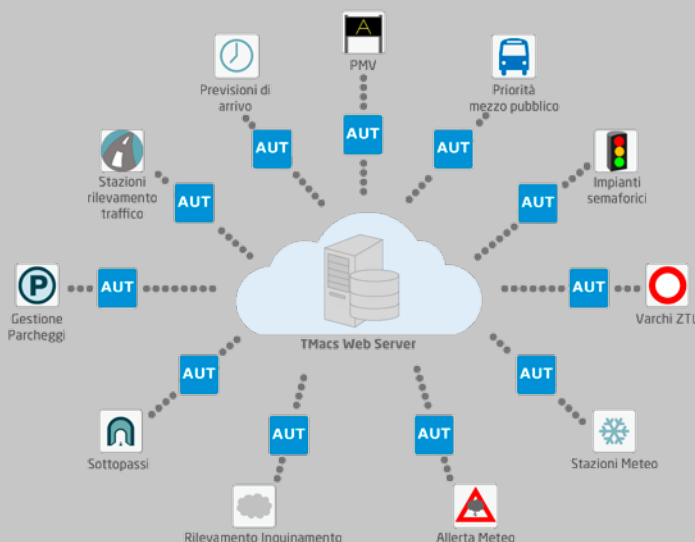 A
PMV
Previsioni di
arrivo
Priorità
mezzo pubblico
AUT
AUT
AUT
Stazioni
rilevamento
traffico
AUT
AUT
Impianti
semaforici
P
Gestione
Parcheggi
AUT
AUT
Varchi ZTL
TMacs Web Server
AUT
AUT
Sottopassi
Stazioni Meteo
AUT
AUT
Rilevamento Inquinamento
Allerta Meteo